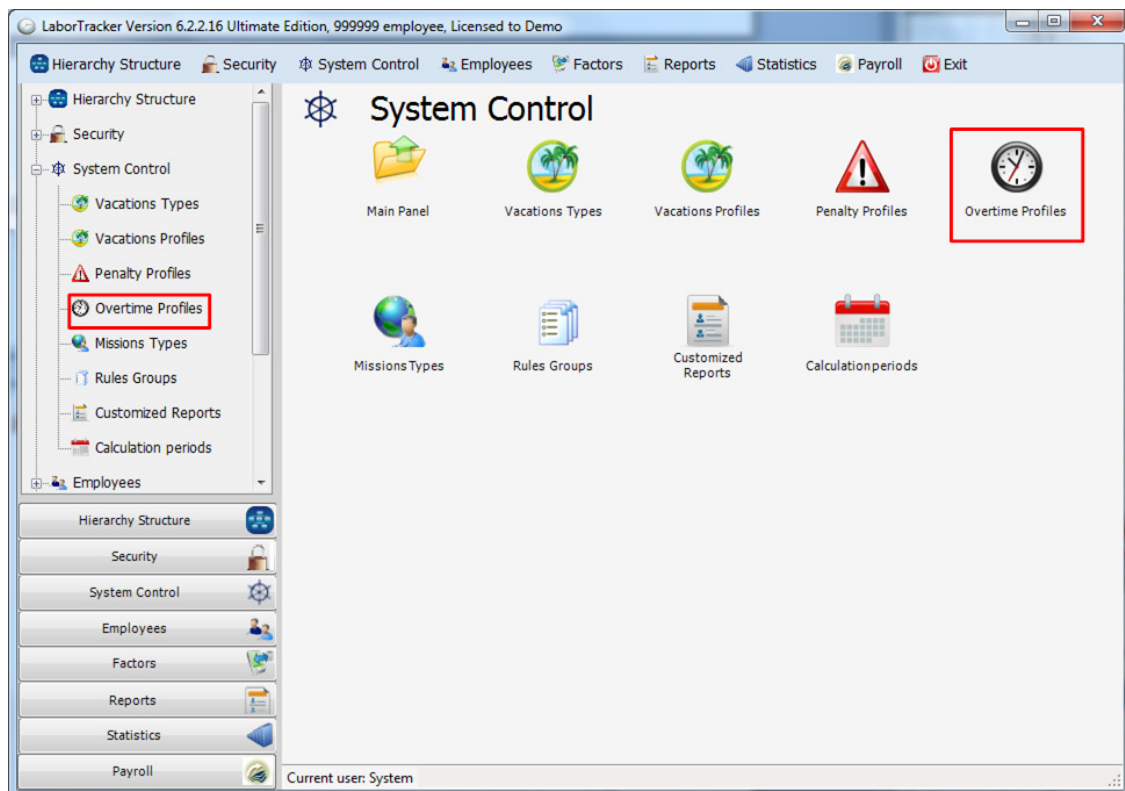 LaborTracker Version 6.2.2.16 Ultimate Edition, 999999 employee, Licensed to Demo
Hierarchy Structure Security System Control Employees Factors Reports Statistics Payroll Exit
Hierarchy Structure
Security
System Control
Vacations Types
Vacations Profiles
Penalty Profiles
Overtime Profiles
Missions Types
Rules Groups
Customized Reports
Calculation periods
Employees
Hierarchy Structure
Security
System Control
Employees
Factors
Reports
Statistics
Payroll
System Control
Main Panel Vacations Types Vacations Profiles Penalty Profiles Overtime Profiles
Missions Types Rules Groups Customized
Reports Calculation periods
Current user: System